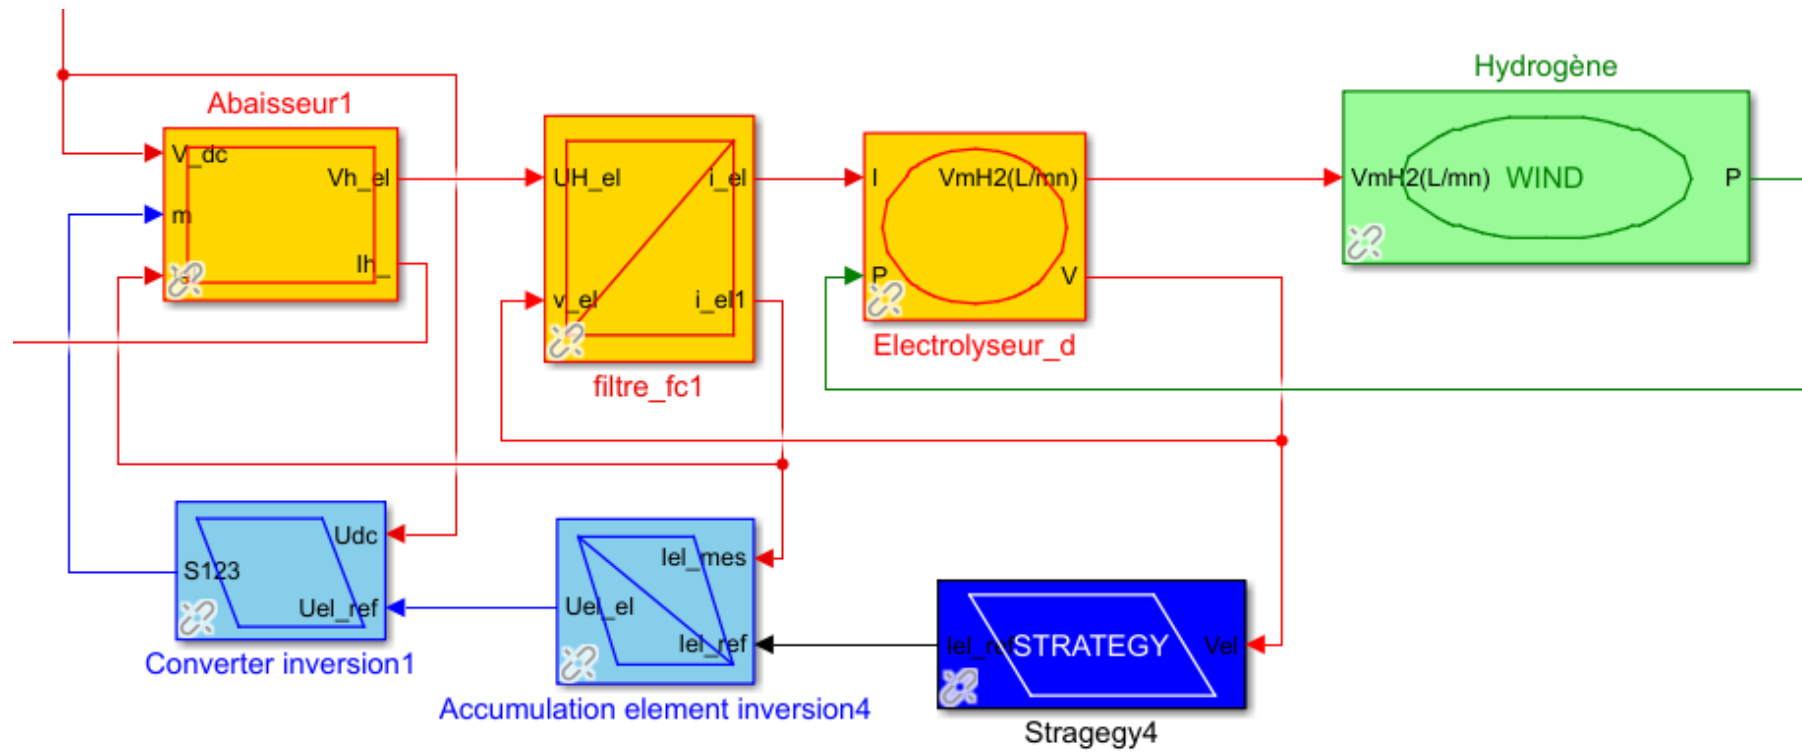 Hydrogène
Abaisseur1
V_dc
Vh_el
m
Ih_
UH_el
i_el
v_el
i_el1
filtre_fc1
I
VmH2(L/mn)
P
V
Electrolyseur_d
VmH2(L/mn)
WIND
P
Udc
S123
Uel_ref
Converter inversion1
Iel_mes
Uel_el
Iel_ref
Accumulation element inversion4
Iel_ref
STRATEGY
Vel
Stragegy4